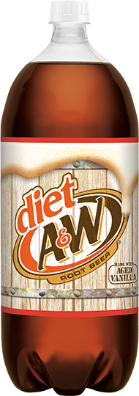 diet
A&W
ROOT BEER
MADE WITH
AGED
VANILLA